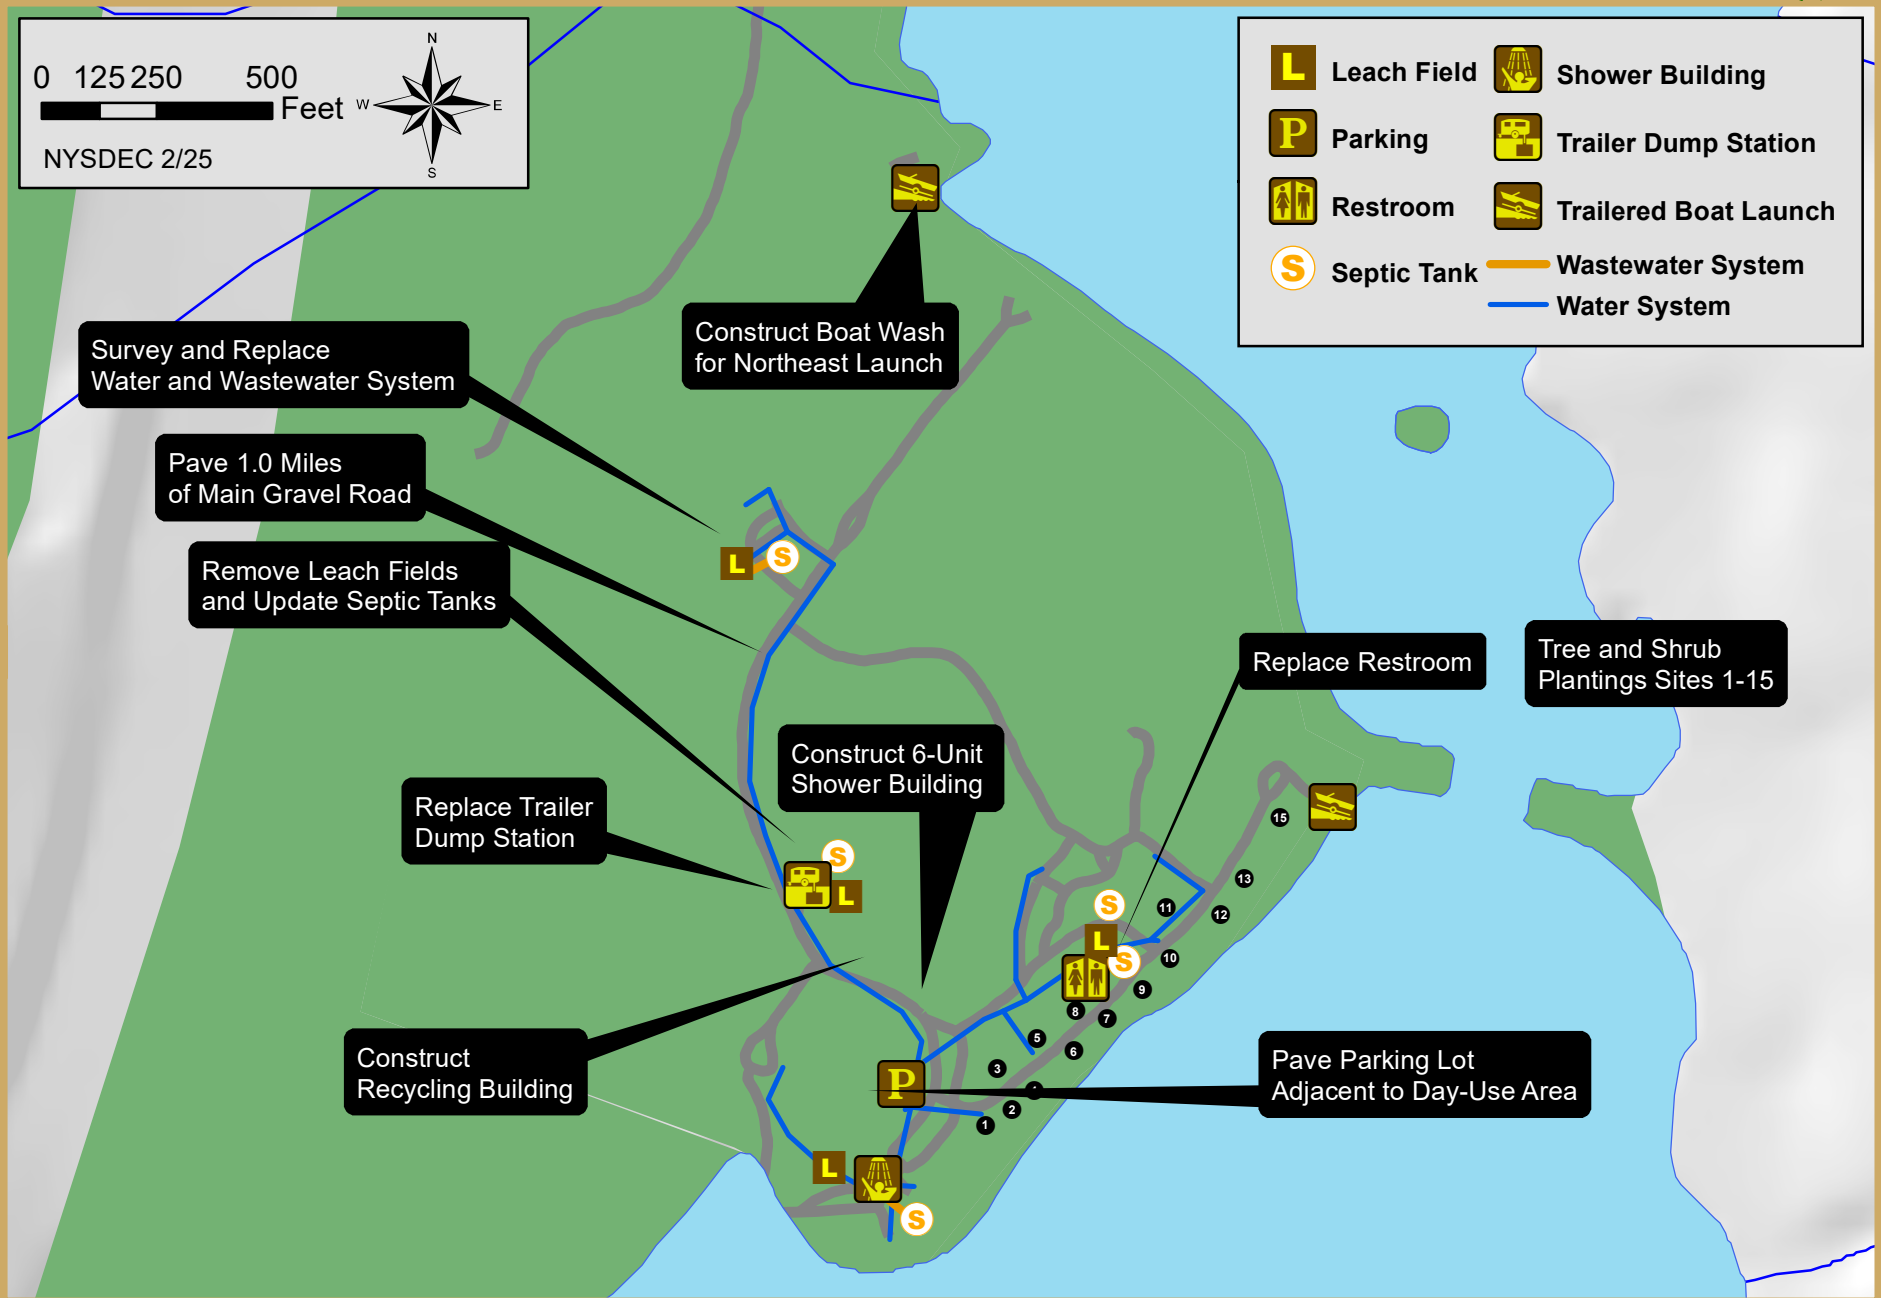 0 125 250 500
Feet
NYSDEC 2/25
N
W E
S
L Leach Field
Shower Building
P Parking
Trailer Dump Station
Restroom
Trailered Boat Launch
S Septic Tank
Wastewater System
Water System
Construct Boat Wash
for Northeast Launch
Survey and Replace
Water and Wastewater System
Pave 1.0 Miles
of Main Gravel Road
Remove Leach Fields
and Update Septic Tanks
L S
Replace Restroom
Tree and Shrub
Plantings Sites 1-15
Construct 6-Unit
Shower Building
Replace Trailer
Dump Station
S
L
15
13
12
11
S
L
S
10
9
8
7
5
6
3
2
1
Construct
Recycling Building
P
Pave Parking Lot
Adjacent to Day-Use Area
L
S